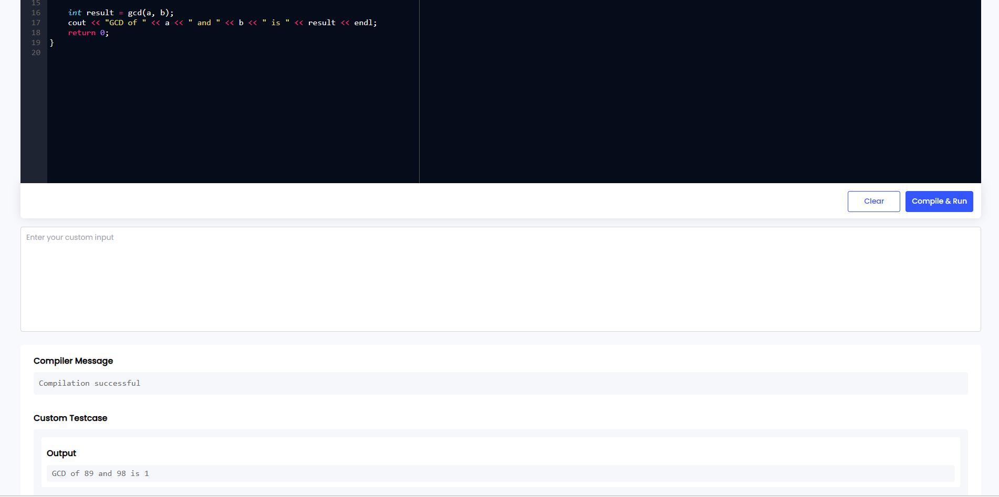 15
16 int result = gcd(a, b);
17 cout << "GCD of " << a << " and " << b << " is " << result << endl;
18 return 0;
19 }
20
Clear Compile & Run
Enter your custom input
Compiler Message
Compilation successful
Custom Testcase
Output
GCD of 89 and 98 is 1